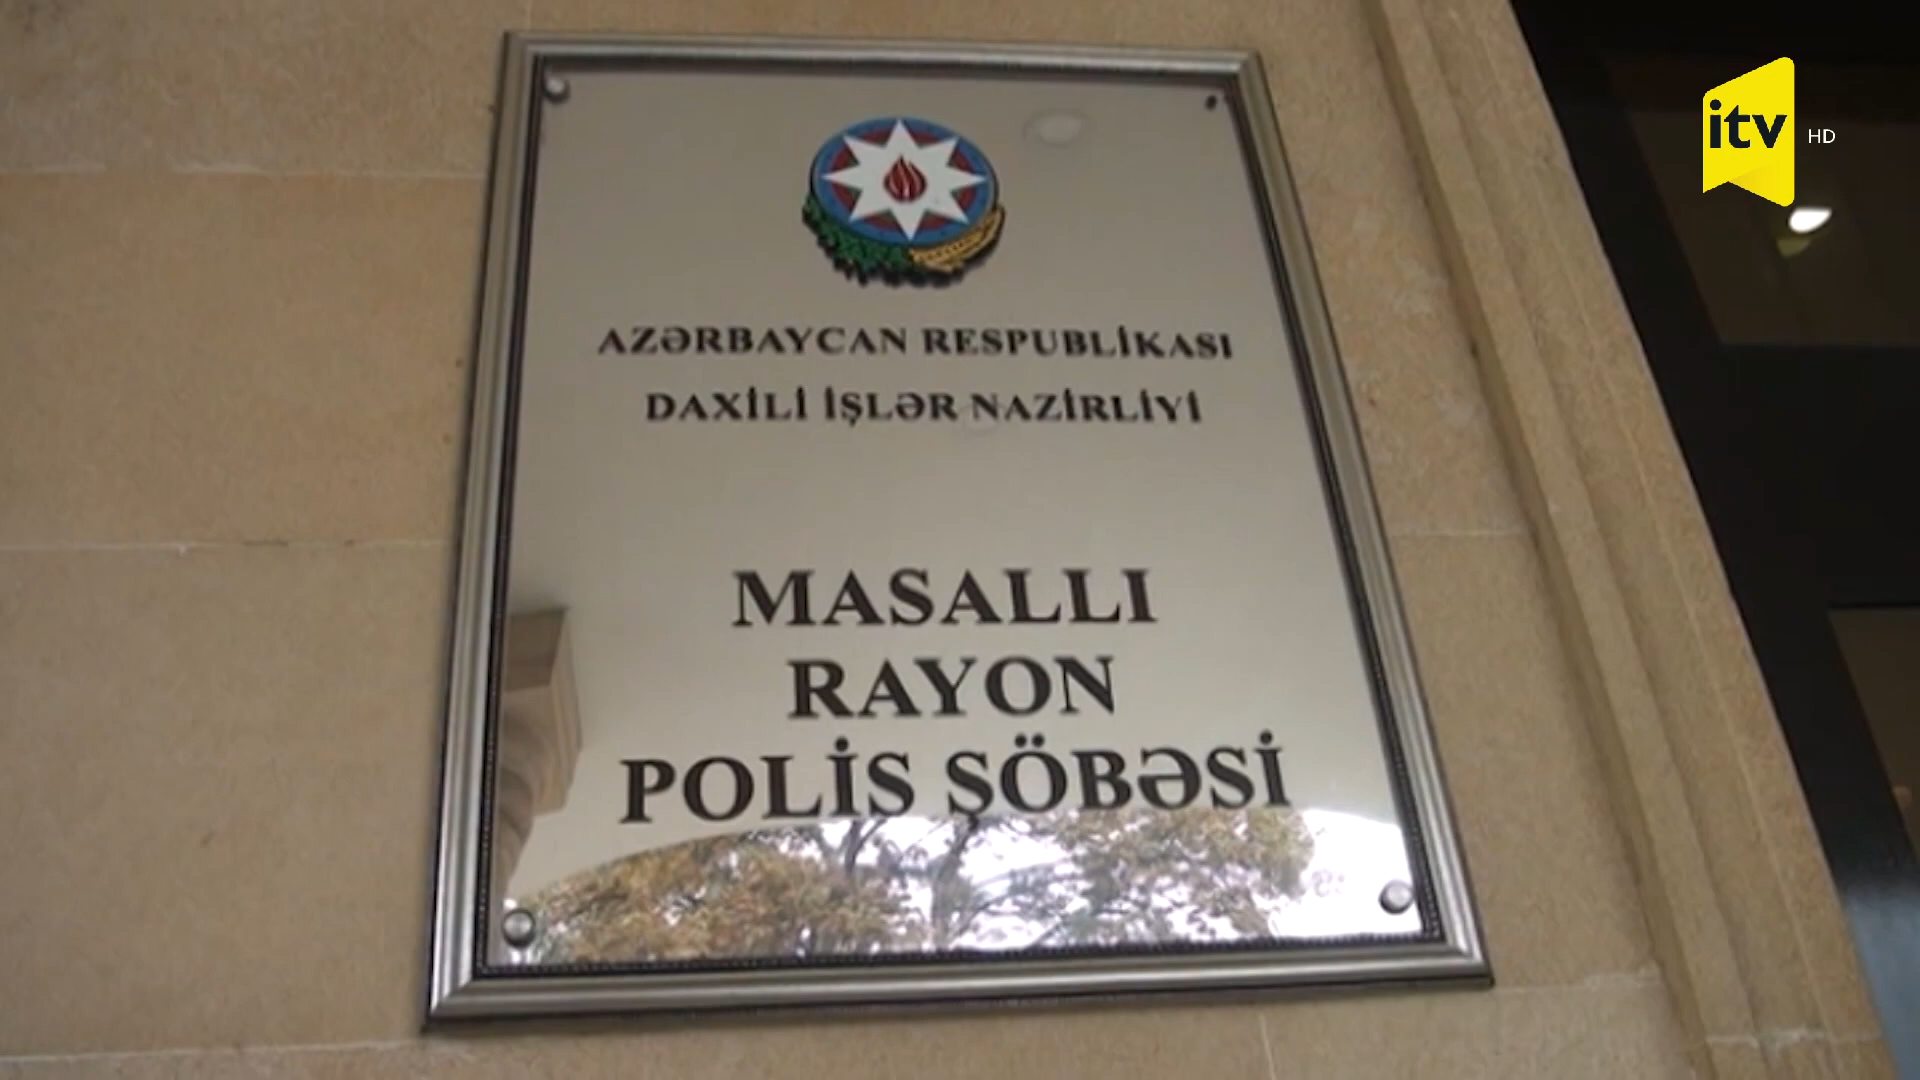 itv HD
AZƏRBAYCAN RESPUBLİKASI
DAXİLİ İŞLƏR NAZİRLİYİ
MASALLI
RAYON
POLİS ŞÖBƏSİ